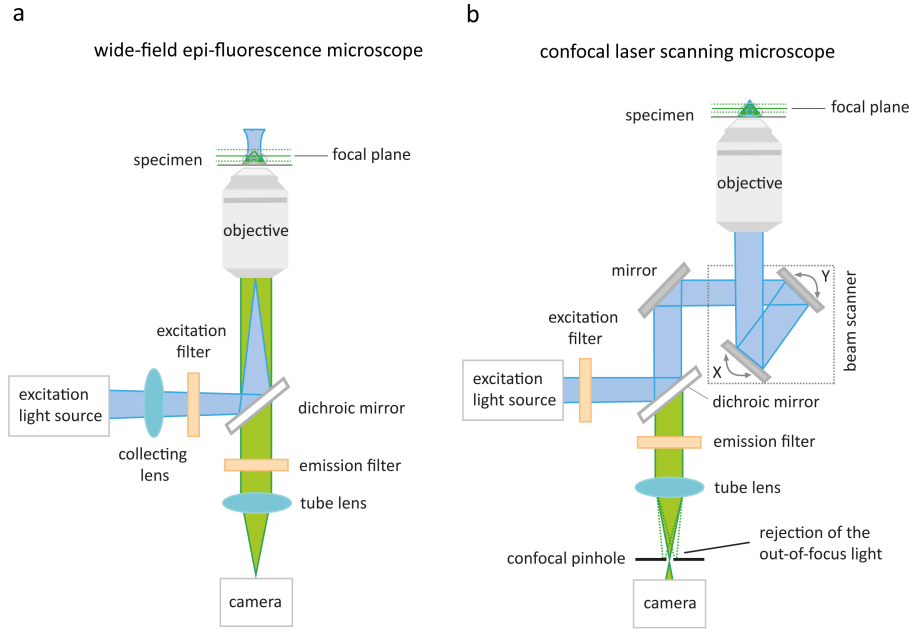 a
wide-field epi-fluorescence microscope
specimen
focal plane
objective
excitation
filter
excitation
light source
collecting
lens
dichroic mirror
emission filter
tube lens
camera
b
confocal laser scanning microscope
specimen
focal plane
objective
mirror
Y
X
beam scanner
excitation
filter
excitation
light source
dichroic mirror
emission filter
tube lens
confocal pinhole
rejection of the
out-of-focus light
camera